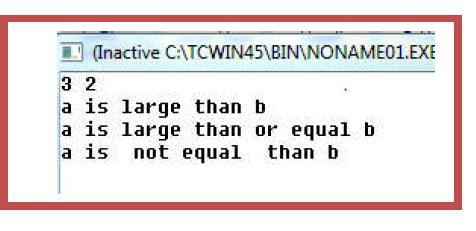 (Inactive C:\TCWIN45\BIN\NONAME01.EXE
3 2
a is large than b
a is large than or equal b
a is  not equal  than b